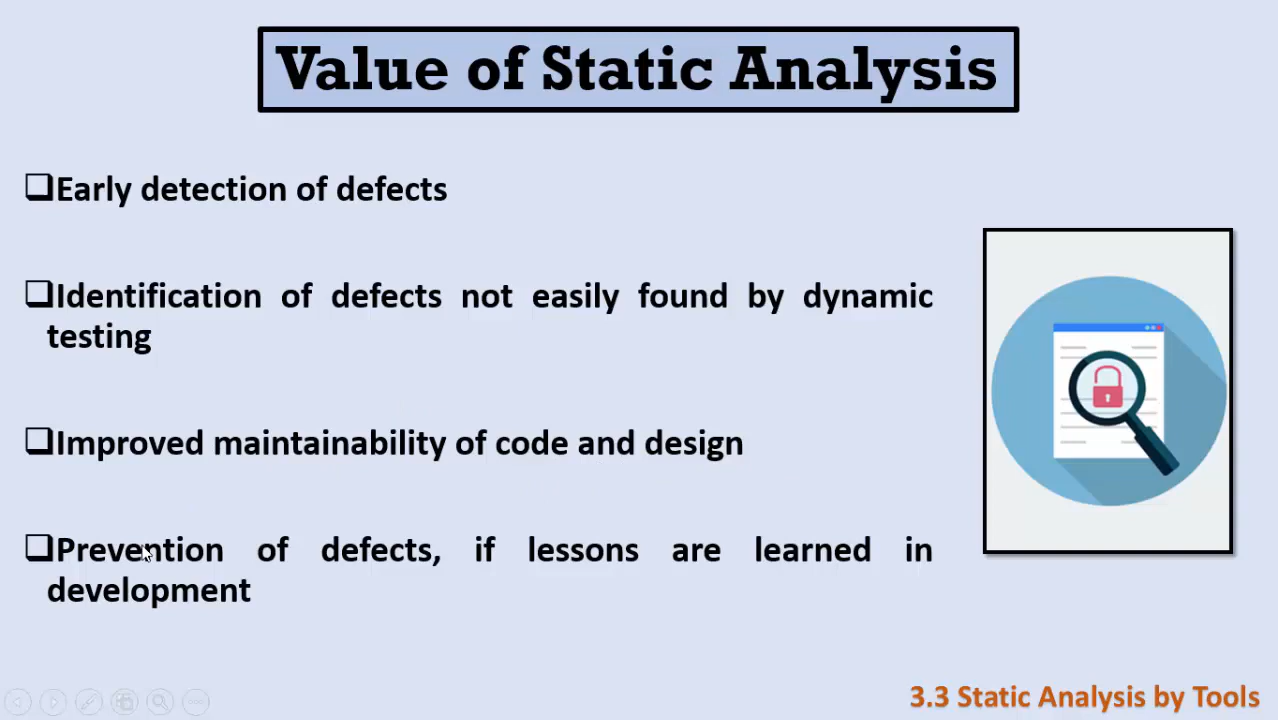 Value of Static Analysis
Early detection of defects
Identification of defects not easily found by dynamic
testing
Improved maintainability of code and design
Prevention of defects, if lessons are learned in
development
3.3 Static Analysis by Tools